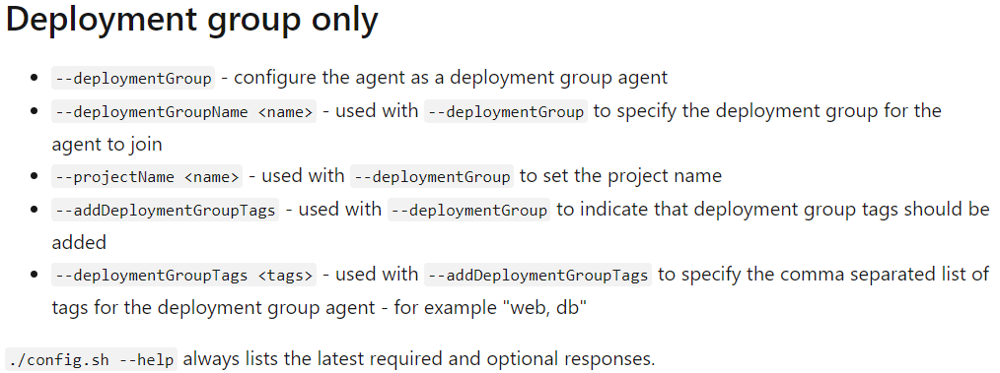 Deployment group only
• --deploymentGroup - configure the agent as a deployment group agent
• --deploymentGroupName <name> - used with --deploymentGroup to specify the deployment group for the
agent to join
• --projectName <name> - used with --deploymentGroup to set the project name
• --addDeploymentGroupTags - used with --deploymentGroup to indicate that deployment group tags should be
added
• --deploymentGroupTags <tags> - used with --addDeploymentGroupTags to specify the comma separated list of
tags for the deployment group agent - for example "web, db"
./config.sh --help always lists the latest required and optional responses.